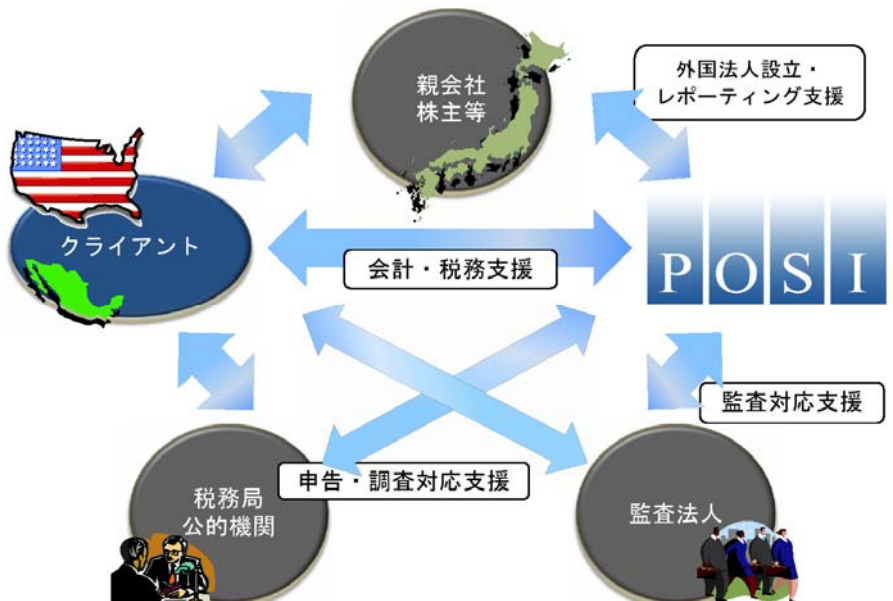 親会社
株主等
外国法人設立・
レポーティング支援
クライアント
会計・税務支援
POSI
監査対応支援
税務局
公的機関
申告・調査対応支援
監査法人